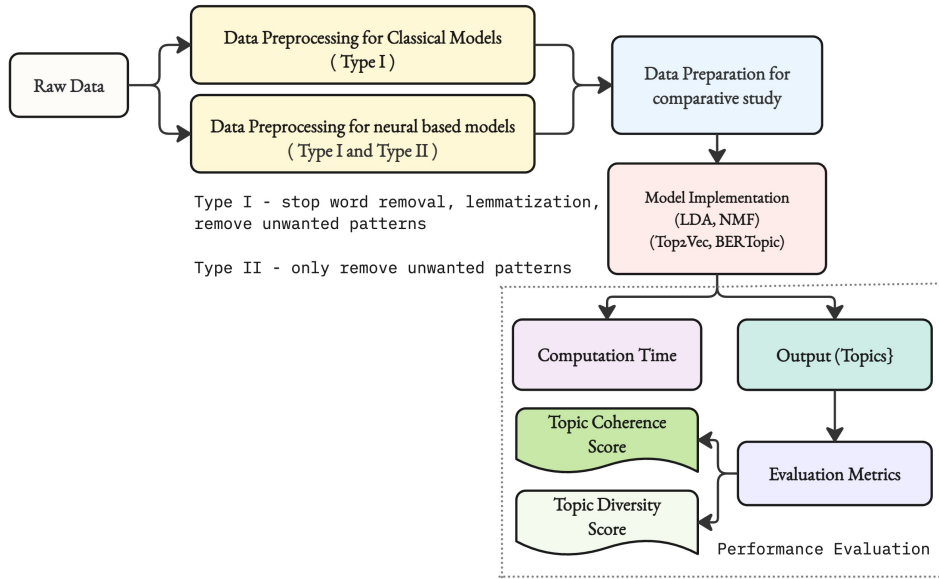 Raw Data
Data Preprocessing for Classical Models
( Type I )
Data Preprocessing for neural based models
( Type I and Type II )
Data Preparation for
comparative study
Type I - stop word removal, lemmatization,
remove unwanted patterns
Type II - only remove unwanted patterns
Model Implementation
(LDA, NMF)
(Top2Vec, BERTopic)
Computation Time
Output (Topics}
Topic Coherence
Score
Evaluation Metrics
Topic Diversity
Score
Performance Evaluation